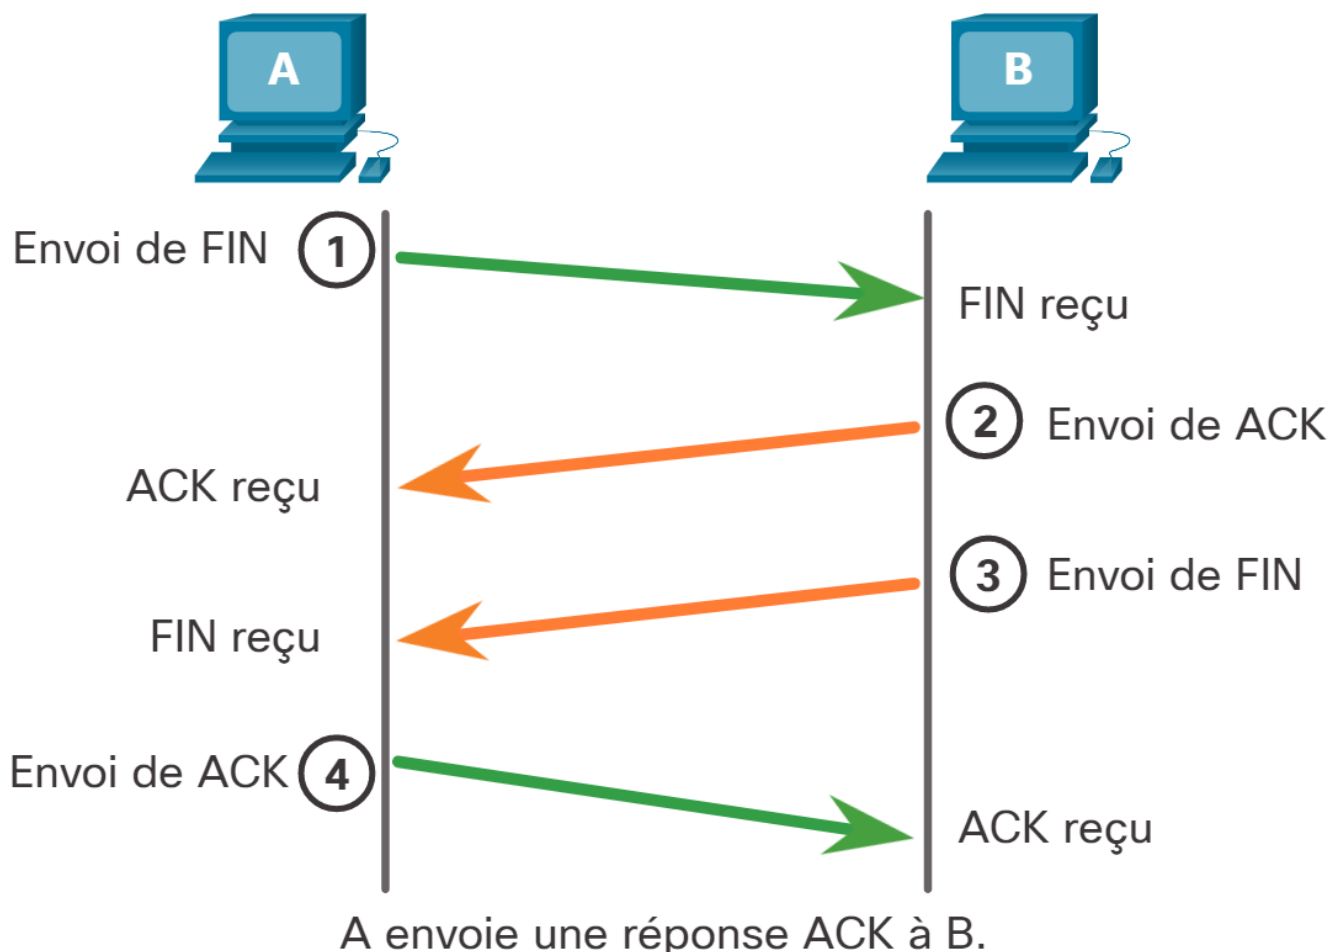 A
B
Envoi de FIN 1
FIN reçu
2 Envoi de ACK
ACK reçu
3 Envoi de FIN
FIN reçu
Envoi de ACK 4
ACK reçu
A envoie une réponse ACK à B.